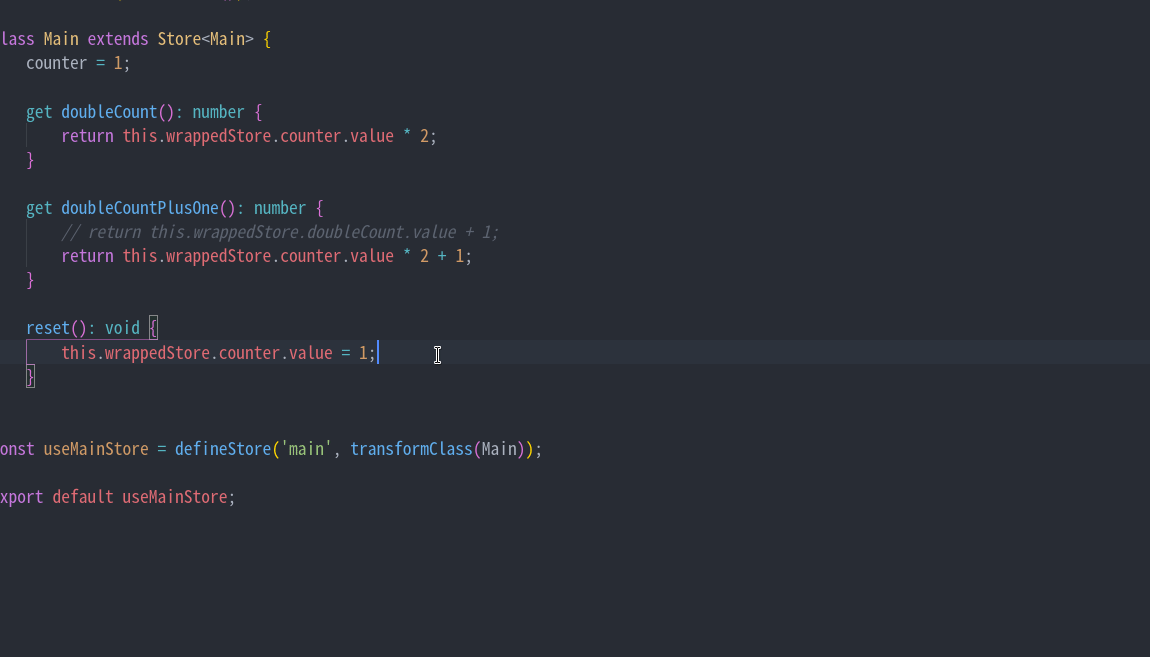 lass Main extends Store<Main> {
counter = 1;
get doubleCount(): number {
return this.wrappedStore.counter.value * 2;
}
get doubleCountPlusOne(): number {
// return this.wrappedStore.doubleCount.value + 1;
return this.wrappedStore.counter.value * 2 + 1;
}
reset(): void {
this.wrappedStore.counter.value = 1;
}
onst useMainStore = defineStore('main', transformClass(Main));
xport default useMainStore;